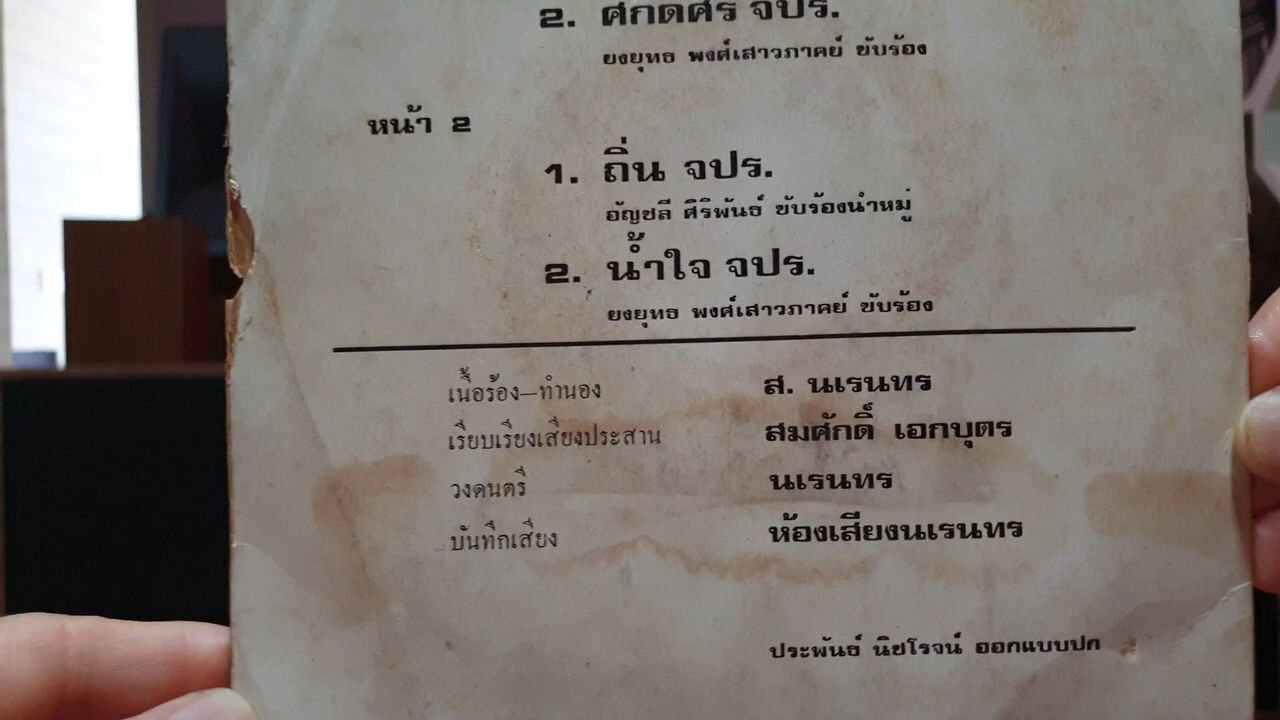 2. ศักดิ์ศรี จปร.
ยงยุทธ พงศ์เสาวภาคย์ ขับร้อง
หน้า 2
1. ถิ่น จปร.
อัญชลี ศิริพันธ์ ขับร้องนำหมู่
2. น้ำใจ จปร.
ยงยุทธ พงศ์เสาวภาคย์ ขับร้อง
เนื้อร้อง–ทำนอง ส. นเรนทร
เรียบเรียงเสียงประสาน สมศักดิ์ เอกบุตร
วงดนตรี นเรนทร
บันทึกเสียง ห้องเสียงนเรนทร
ประพันธ์ นิชโรจน์ ออกแบบปก